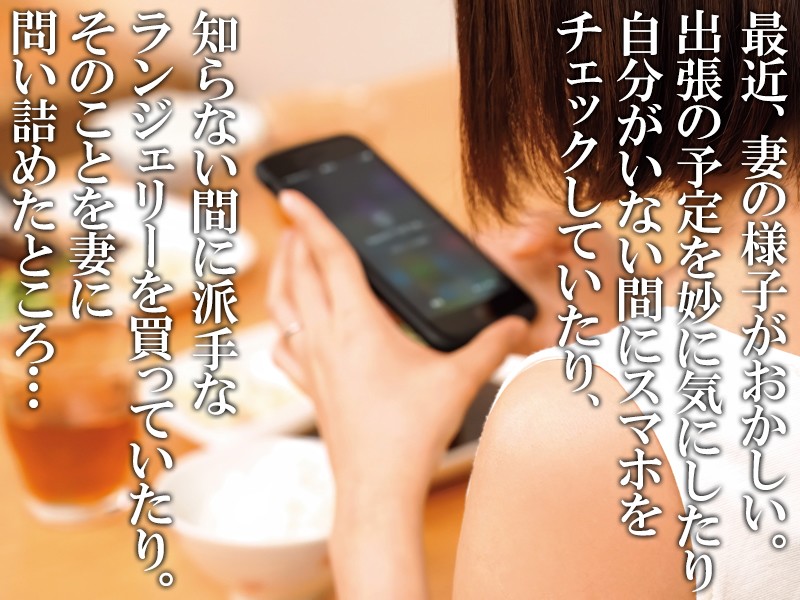 最近、妻の様子がおかしい。
出張の予定を妙に気にしたり
自分がいない間にスマホを
チェックしていたり、
知らない間に派手な
ランジェリーを買っていたり。
そのことを妻に
問い詰めたところ…